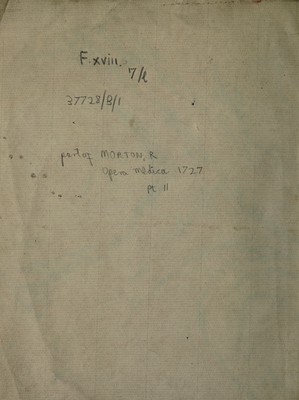 F. xviii.
7/k
37728/B/1
part of MORTON, R
Opera medica 1727
pt. II